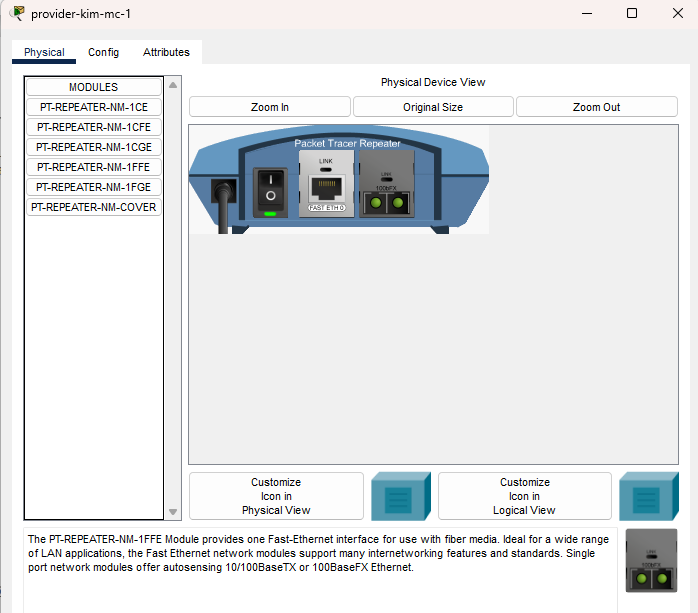 provider-kim-mc-1
Physical
Config
Attributes
MODULES
PT-REPEATER-NM-1CE
PT-REPEATER-NM-1CFE
PT-REPEATER-NM-1CGE
PT-REPEATER-NM-1FFE
PT-REPEATER-NM-1FGE
PT-REPEATER-NM-COVER
Physical Device View
Zoom In
Original Size
Zoom Out
Packet Tracer Repeater
LINK
FAST ETH 0
LINK
100bFX
Customize
Icon in
Physical View
Customize
Icon in
Logical View
The PT-REPEATER-NM-1FFE Module provides one Fast-Ethernet interface for use with fiber media. Ideal for a wide range
of LAN applications, the Fast Ethernet network modules support many internetworking features and standards. Single
port network modules offer autosensing 10/100BaseTX or 100BaseFX Ethernet.
LINK
100bFX